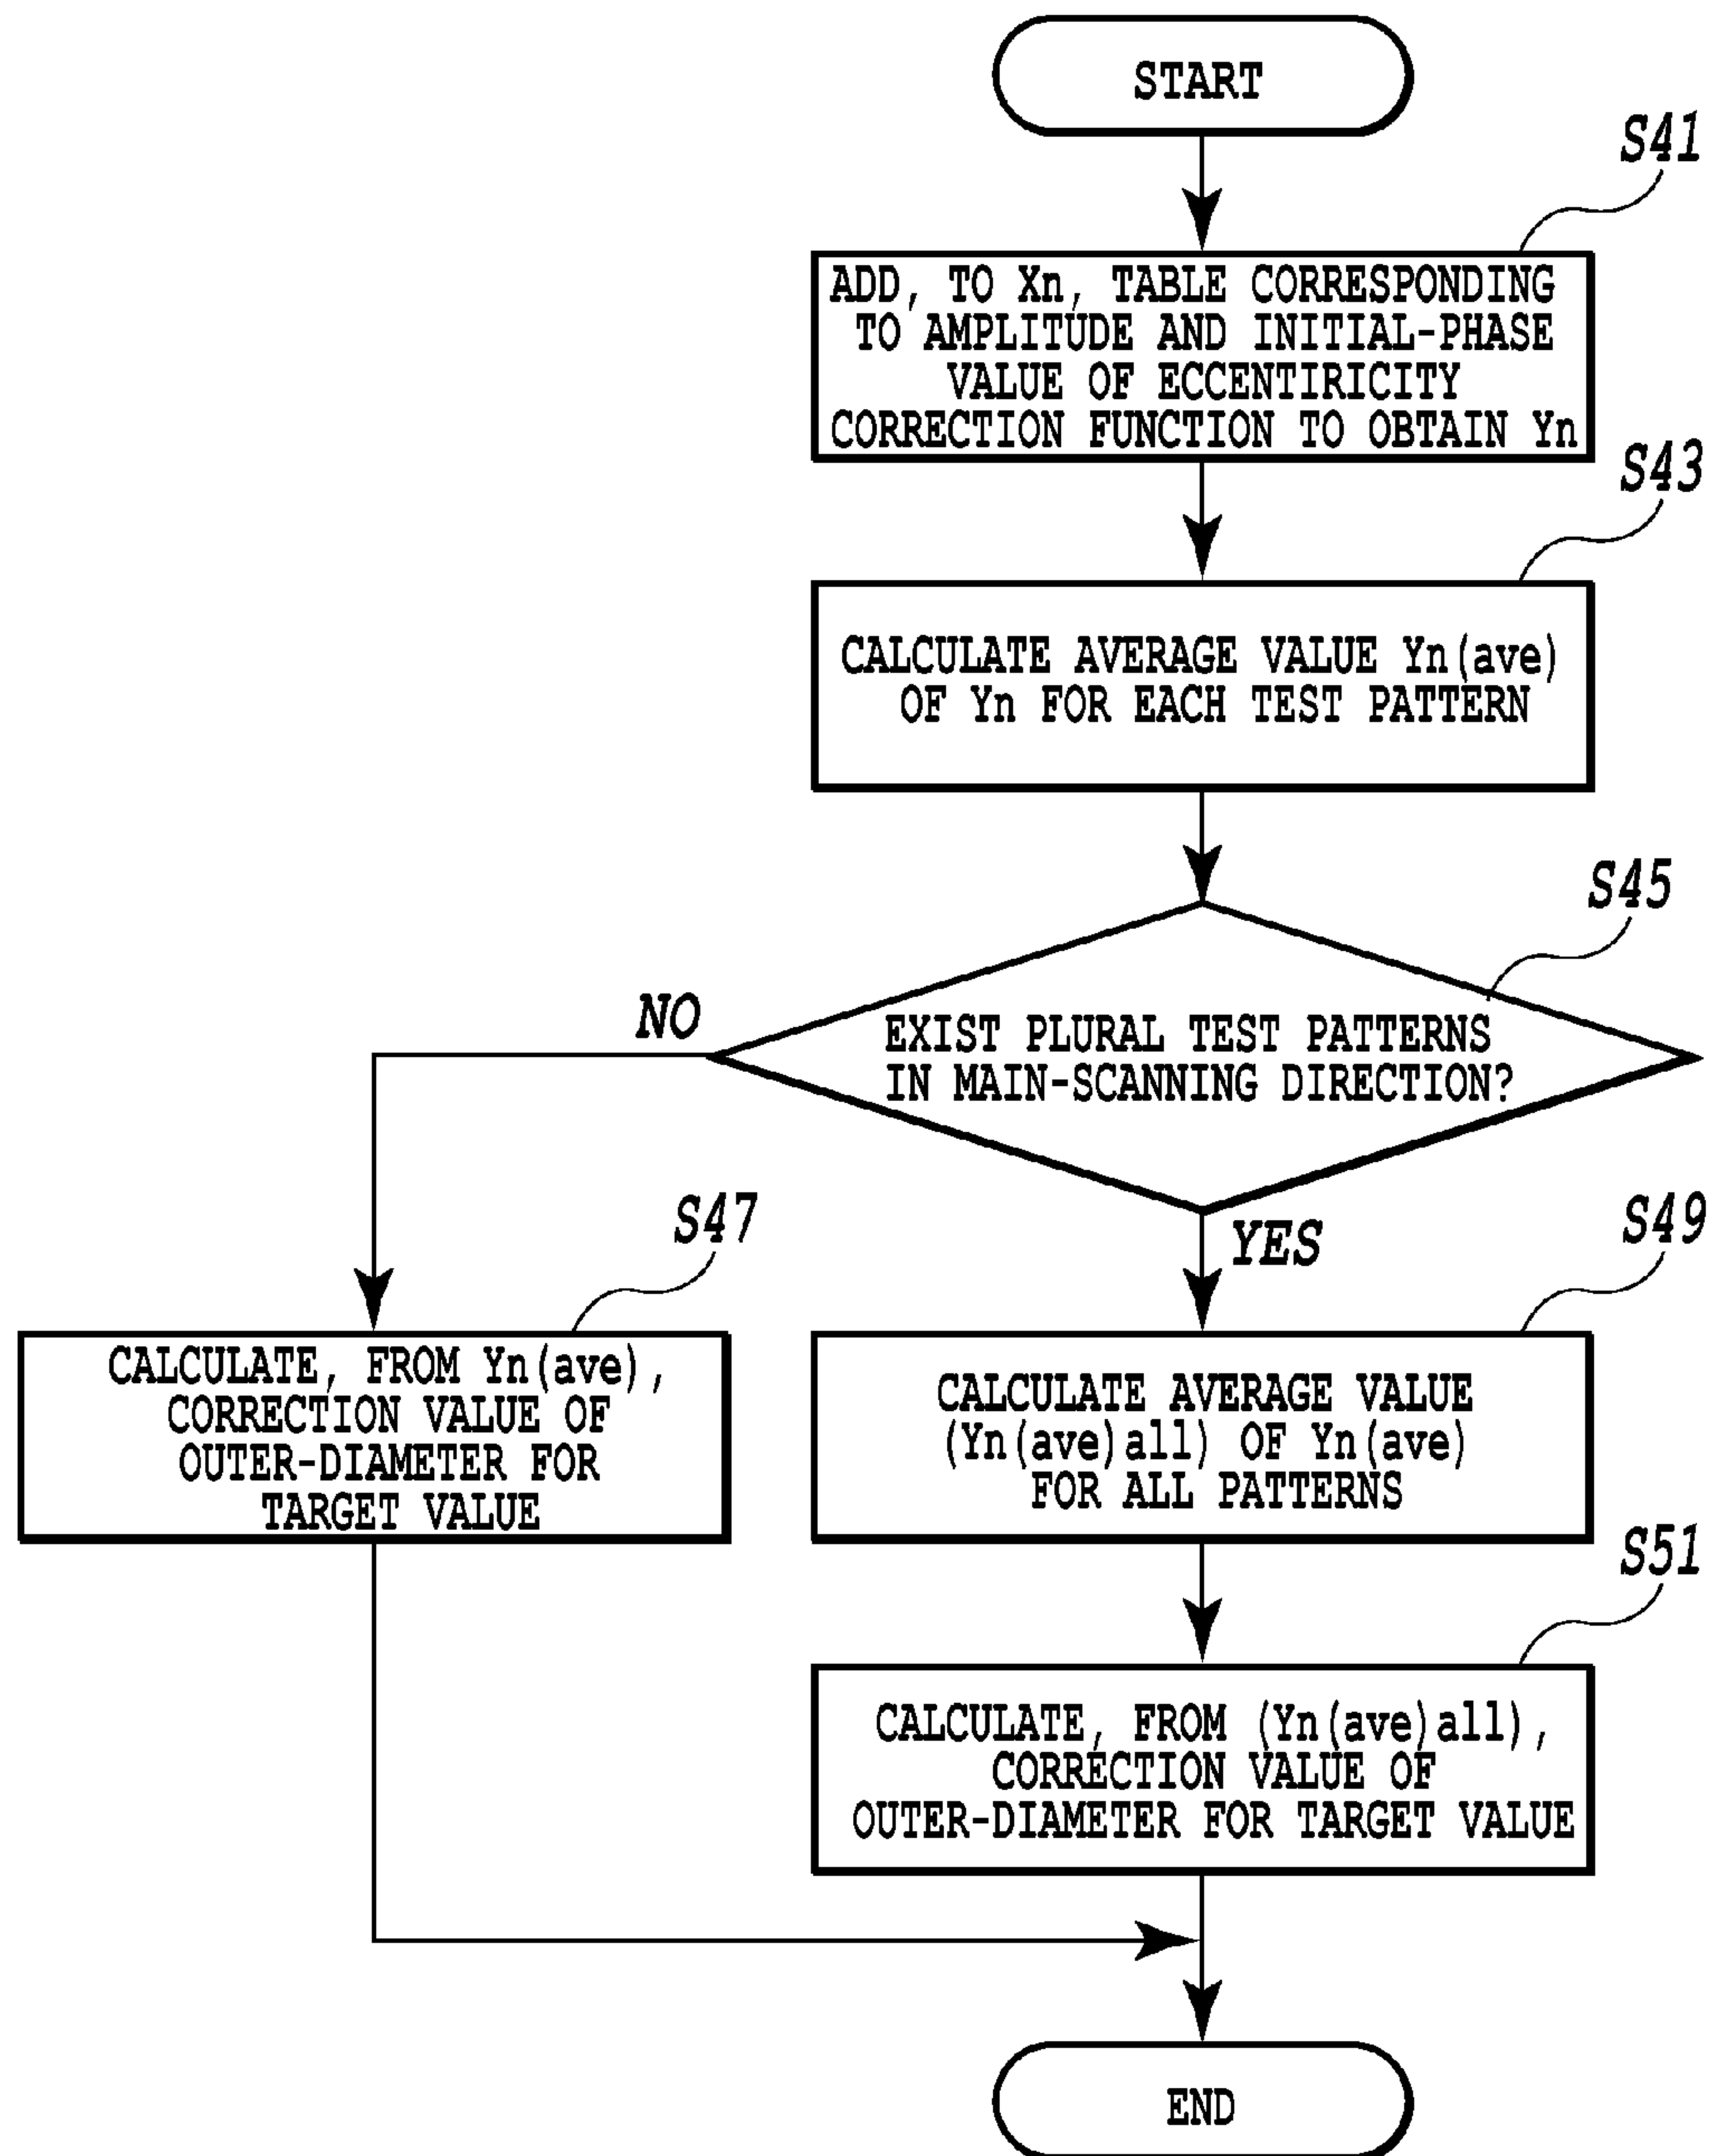 START
S41
ADD, TO Xn, TABLE CORRESPONDING
TO AMPLITUDE AND INITIAL-PHASE
VALUE OF ECCENTIRICITY
CORRECTION FUNCTION TO OBTAIN Yn
S43
CALCULATE AVERAGE VALUE Yn(ave)
OF Yn FOR EACH TEST PATTERN
S45
NO
EXIST PLURAL TEST PATTERNS
IN MAIN-SCANNING DIRECTION?
YES
S47
CALCULATE, FROM Yn(ave),
CORRECTION VALUE OF
OUTER-DIAMETER FOR
TARGET VALUE
S49
CALCULATE AVERAGE VALUE
(Yn(ave)all) OF Yn(ave)
FOR ALL PATTERNS
S51
CALCULATE, FROM (Yn(ave)all),
CORRECTION VALUE OF
OUTER-DIAMETER FOR TARGET VALUE
END